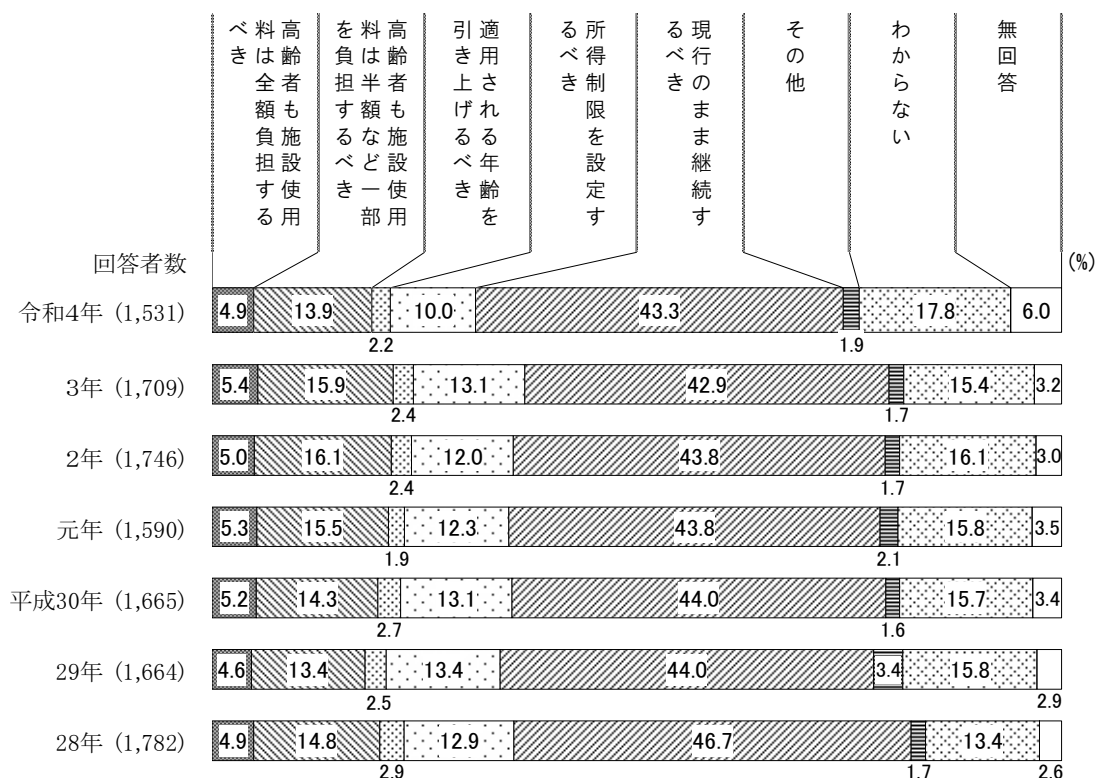 高齢者も施設使用
料は全額負担する
べき
高齢者も施設使用
料は半額など一部
を負担するべき
適用される年齢を
引き上げるべき
所得制限を設定す
るべき
現行のまま継続す
るべき
その他
わからない
無回答
回答者数
(%)
令和4年 (1,531)
4.9 13.9 10.0 43.3 17.8 6.0
2.2 1.9
3年 (1,709)
5.4 15.9 13.1 42.9 15.4 3.2
2.4 1.7
2年 (1,746)
5.0 16.1 12.0 43.8 16.1 3.0
2.4 1.7
元年 (1,590)
5.3 15.5 12.3 43.8 15.8 3.5
1.9 2.1
平成30年 (1,665)
5.2 14.3 13.1 44.0 15.7 3.4
2.7 1.6
29年 (1,664)
4.6 13.4 13.4 44.0 3.4 15.8
2.5 2.9
28年 (1,782)
4.9 14.8 12.9 46.7 13.4
2.9 1.7 2.6